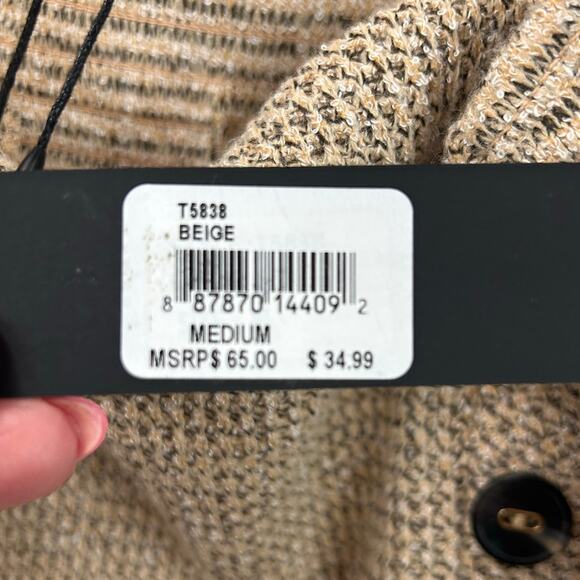 T5838
BEIGE
8 87870 14409 2
MEDIUM
MSRP$ 65.00 $ 34.99